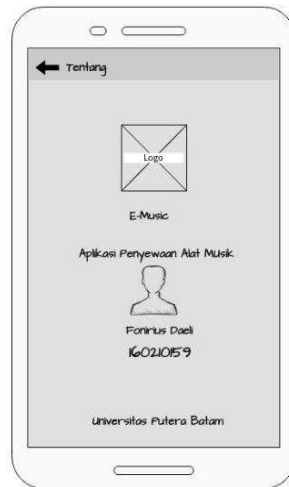 Tentang
Logo
E-Music
Aplikasi Penyewaan Alat Musik
Fonirius Daeli
160210159
Universitas Putera Batam